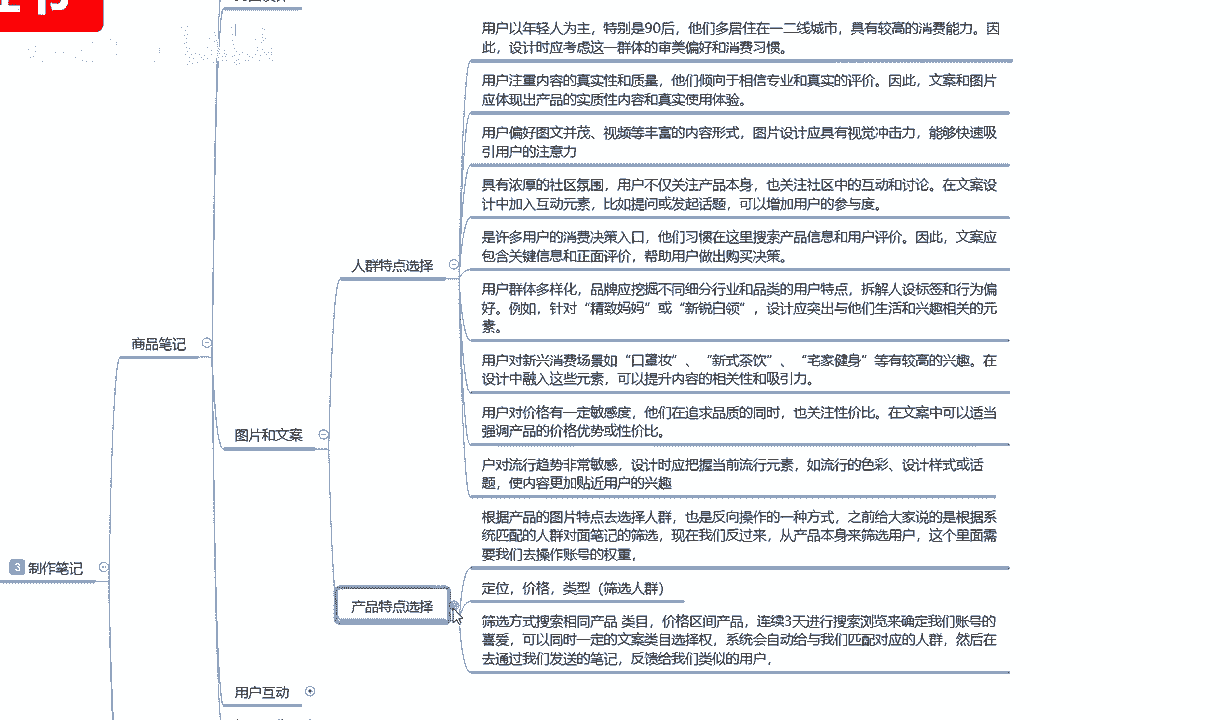 书
用户以年轻人为主，特别是90后，他们多居住在一二线城市，具有较高的消费能力。因
此，设计时应考虑这一群体的审美偏好和消费习惯。
用户注重内容的真实性和质量，他们倾向于相信专业和真实的评价。因此，文案和图片
应体现出产品的实质性内容和真实使用体验。
用户偏好图文并茂、视频等丰富的内容形式，图片设计应具有视觉冲击力，能够快速吸
引用户的注意力
具有浓厚的社区氛围，用户不仅关注产品本身，也关注社区中的互动和讨论。在文案设
计中加入互动元素，比如提问或发起话题，可以增加用户的参与度。
是许多用户的消费决策入口，他们习惯在这里搜索产品信息和用户评价。因此，文案应
包含关键信息和正面评价，帮助用户做出购买决策。
人群特点选择
用户群体多样化，品牌应挖掘不同细分行业和品类的用户特点，拆解人设标签和行为偏
好。例如，针对“精致妈妈”或“新锐白领”，设计应突出与他们生活和兴趣相关的元
素。
商品笔记
用户对新兴消费场景如“口罩妆”、“新式茶饮”、“宅家健身”等有较高的兴趣。在
设计中融入这些元素，可以提升内容的相关性和吸引力。
用户对价格有一定敏感度，他们在追求品质的同时，也关注性价比。在文案中可以适当
强调产品的价格优势或性价比。
图片和文案
户对流行趋势非常敏感，设计时应把握当前流行元素，如流行的色彩、设计样式或话
题，使内容更加贴近用户的兴趣
根据产品的图片特点去选择人群，也是反向操作的一种方式，之前给大家说的是根据系
统匹配的人群对面笔记的筛选，现在我们反过来，从产品本身来筛选用户，这个里面需
要我们去操作账号的权重，
3 制作笔记
定位，价格，类型（筛选人群）
产品特点选择
筛选方式搜索相同产品 类目，价格区间产品，连续3天进行搜索浏览来确定我们账号的
喜爱，可以同时一定的文案类目选择权，系统会自动给与我们匹配对应的人群，然后在
去通过我们发送的笔记，反馈给我们类似的用户，
用户互动